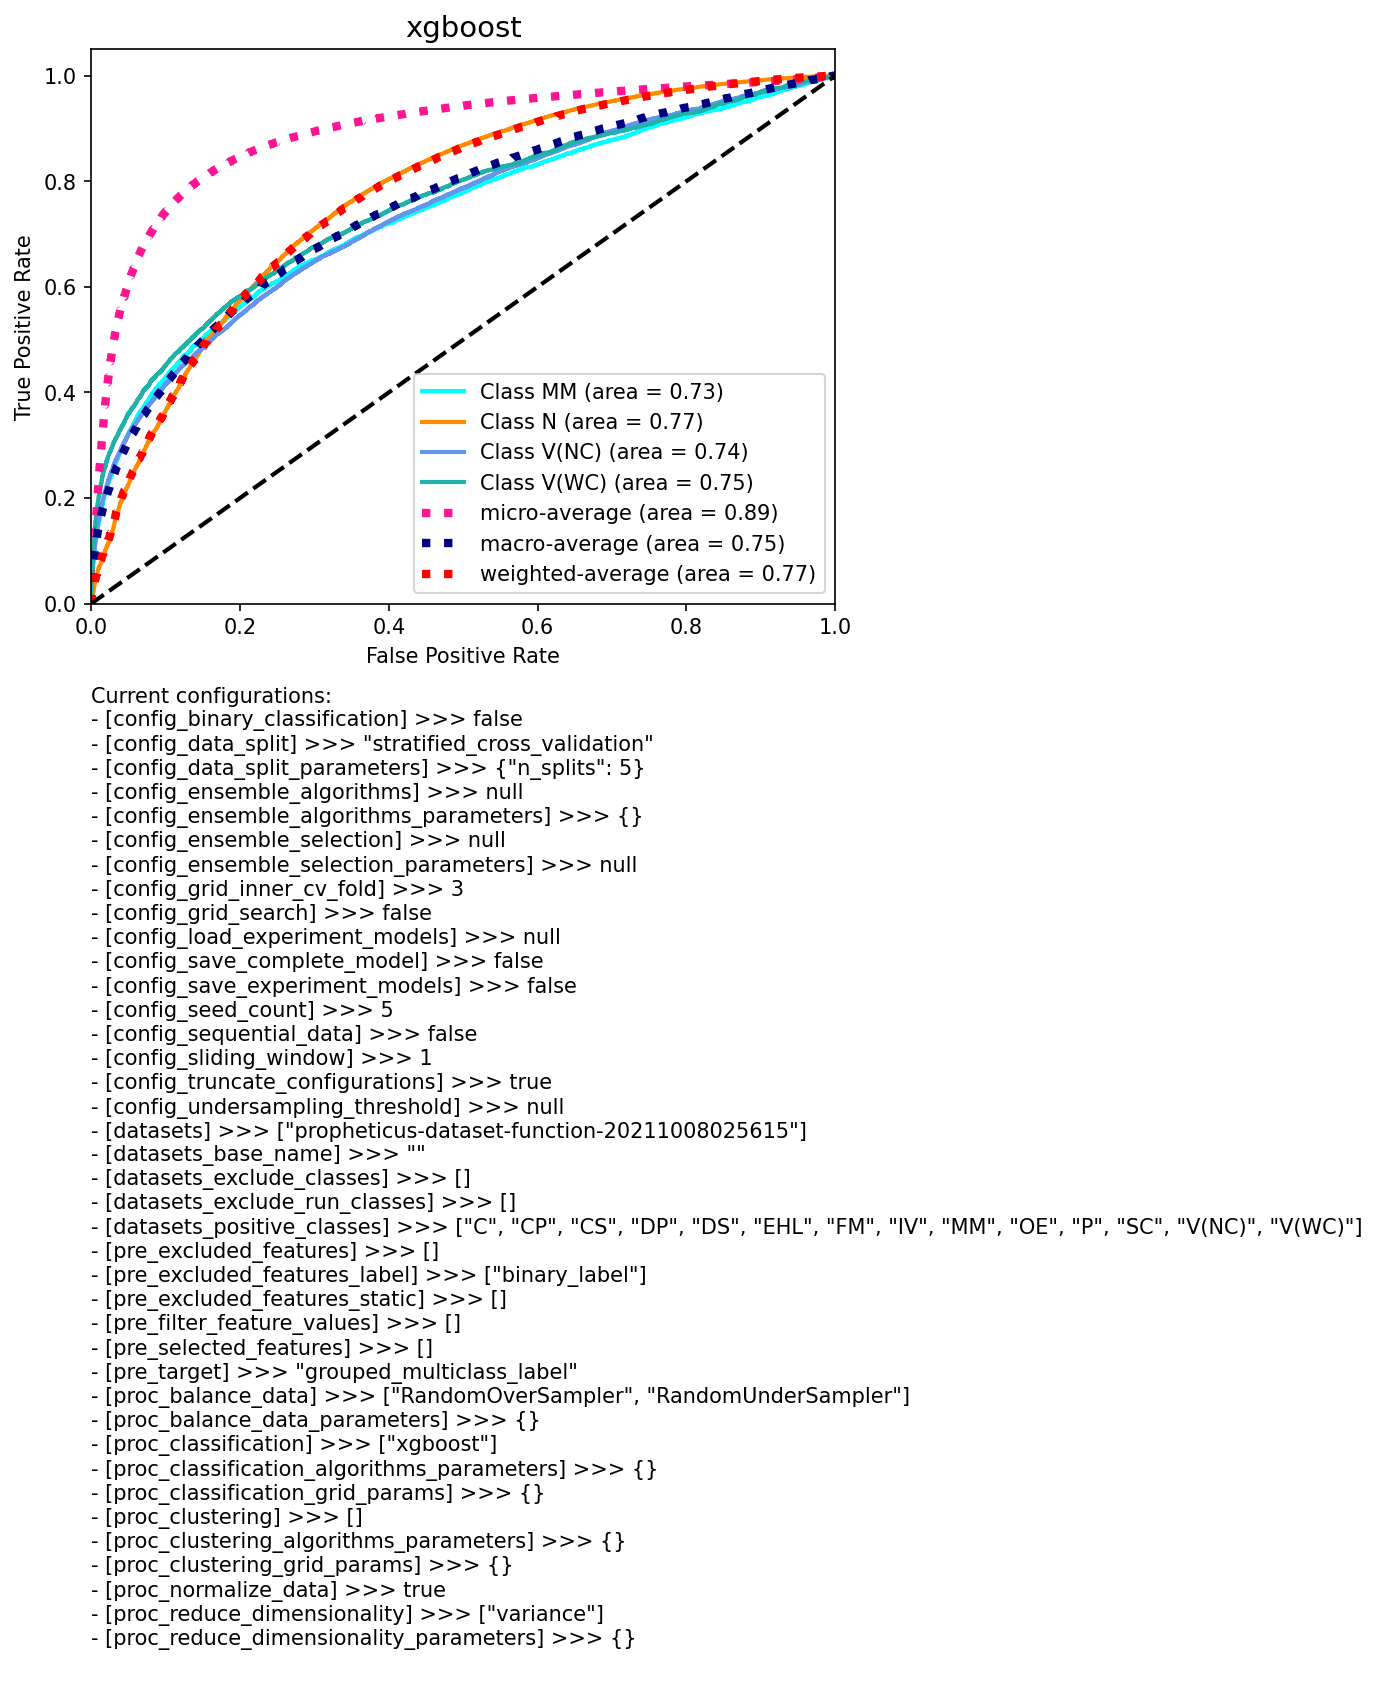 xgboost
1.0
0.8
0.6
0.4
0.2
0.0
True Positive Rate
Class MM (area = 0.73)
Class N (area = 0.77)
Class V(NC) (area = 0.74)
Class V(WC) (area = 0.75)
micro-average (area = 0.89)
macro-average (area = 0.75)
weighted-average (area = 0.77)
0.0 0.2 0.4 0.6 0.8 1.0
False Positive Rate
Current configurations:
- [config_binary_classification] >>> false
- [config_data_split] >>> "stratified_cross_validation"
- [config_data_split_parameters] >>> {"n_splits": 5}
- [config_ensemble_algorithms] >>> null
- [config_ensemble_algorithms_parameters] >>> {}
- [config_ensemble_selection] >>> null
- [config_ensemble_selection_parameters] >>> null
- [config_grid_inner_cv_fold] >>> 3
- [config_grid_search] >>> false
- [config_load_experiment_models] >>> null
- [config_save_complete_model] >>> false
- [config_save_experiment_models] >>> false
- [config_seed_count] >>> 5
- [config_sequential_data] >>> false
- [config_sliding_window] >>> 1
- [config_truncate_configurations] >>> true
- [config_undersampling_threshold] >>> null
- [datasets] >>> ["propheticus-dataset-function-20211008025615"]
- [datasets_base_name] >>> ""
- [datasets_exclude_classes] >>> []
- [datasets_exclude_run_classes] >>> []
- [datasets_positive_classes] >>> ["C", "CP", "CS", "DP", "DS", "EHL", "FM", "IV", "MM", "OE", "P", "SC", "V(NC)", "V(WC)"]
- [pre_excluded_features] >>> []
- [pre_excluded_features_label] >>> ["binary_label"]
- [pre_excluded_features_static] >>> []
- [pre_filter_feature_values] >>> []
- [pre_selected_features] >>> []
- [pre_target] >>> "grouped_multiclass_label"
- [proc_balance_data] >>> ["RandomOverSampler", "RandomUnderSampler"]
- [proc_balance_data_parameters] >>> {}
- [proc_classification] >>> ["xgboost"]
- [proc_classification_algorithms_parameters] >>> {}
- [proc_classification_grid_params] >>> {}
- [proc_clustering] >>> []
- [proc_clustering_algorithms_parameters] >>> {}
- [proc_clustering_grid_params] >>> {}
- [proc_normalize_data] >>> true
- [proc_reduce_dimensionality] >>> ["variance"]
- [proc_reduce_dimensionality_parameters] >>> {}